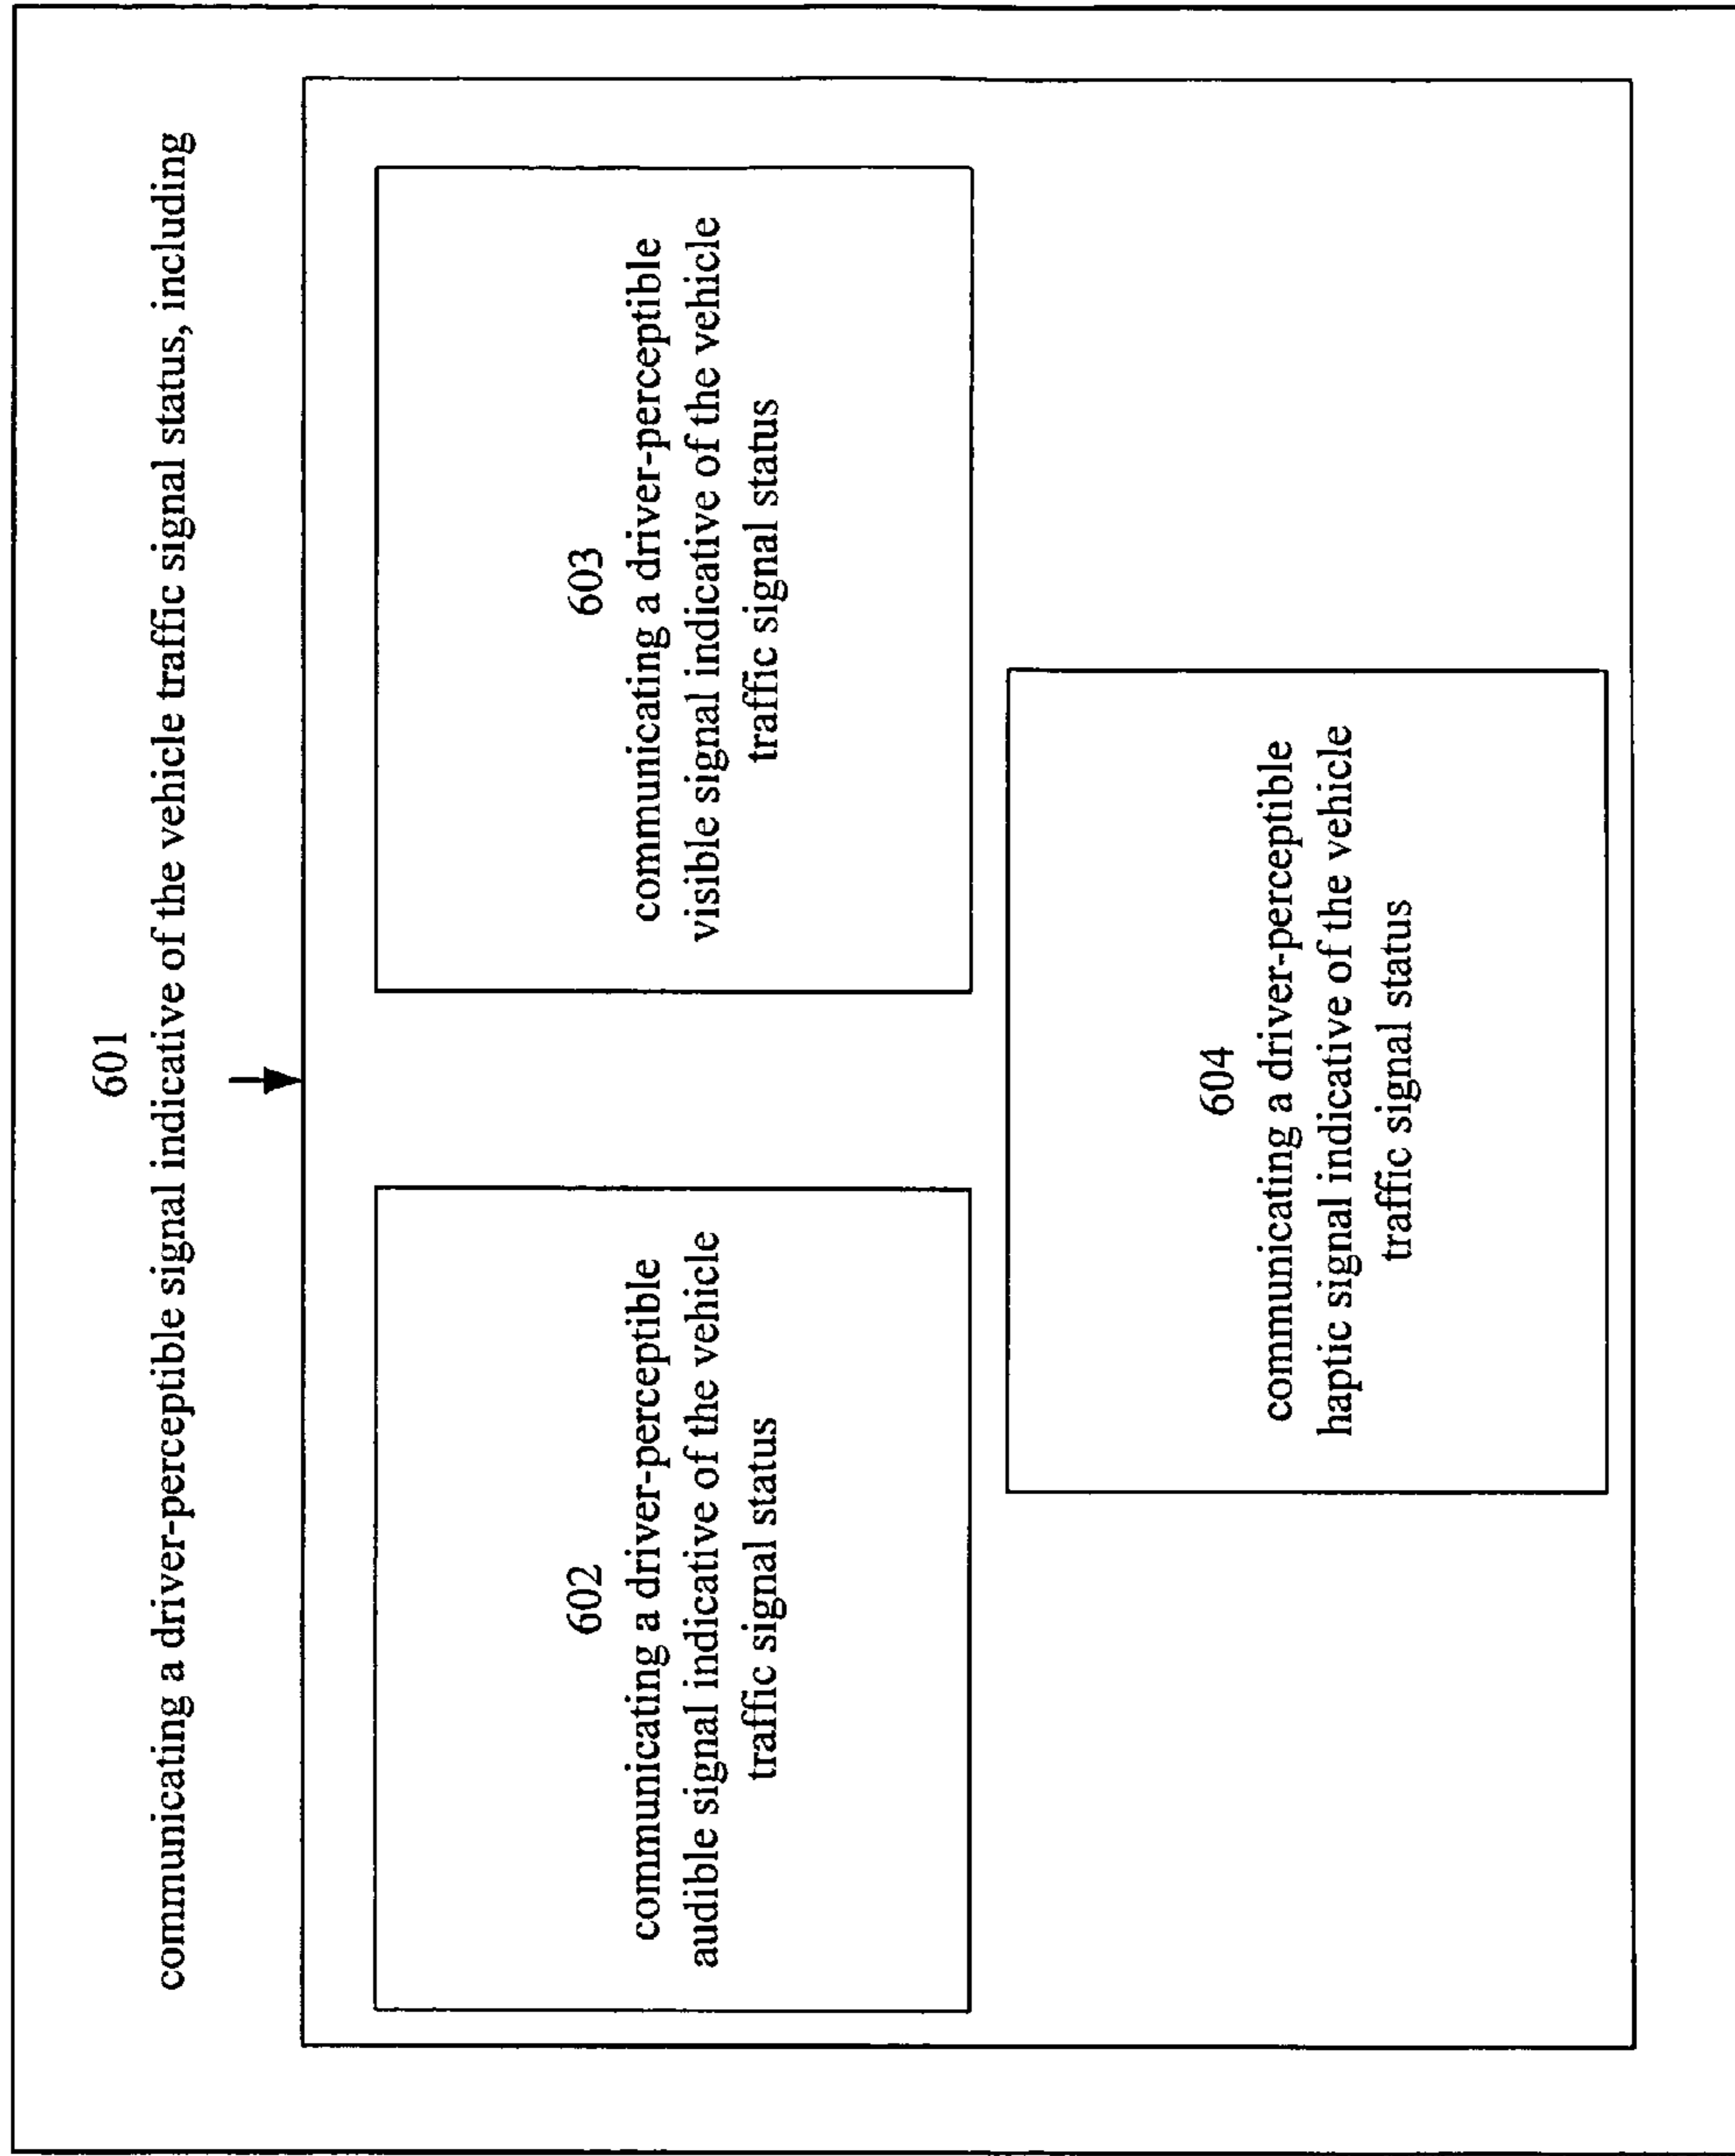 601
communicating a driver-perceptible signal indicative of the vehicle traffic signal status, including
602
communicating a driver-perceptible
audible signal indicative of the vehicle
traffic signal status
603
communicating a driver-perceptible
visible signal indicative of the vehicle
traffic signal status
604
communicating a driver-perceptible
haptic signal indicative of the vehicle
traffic signal status